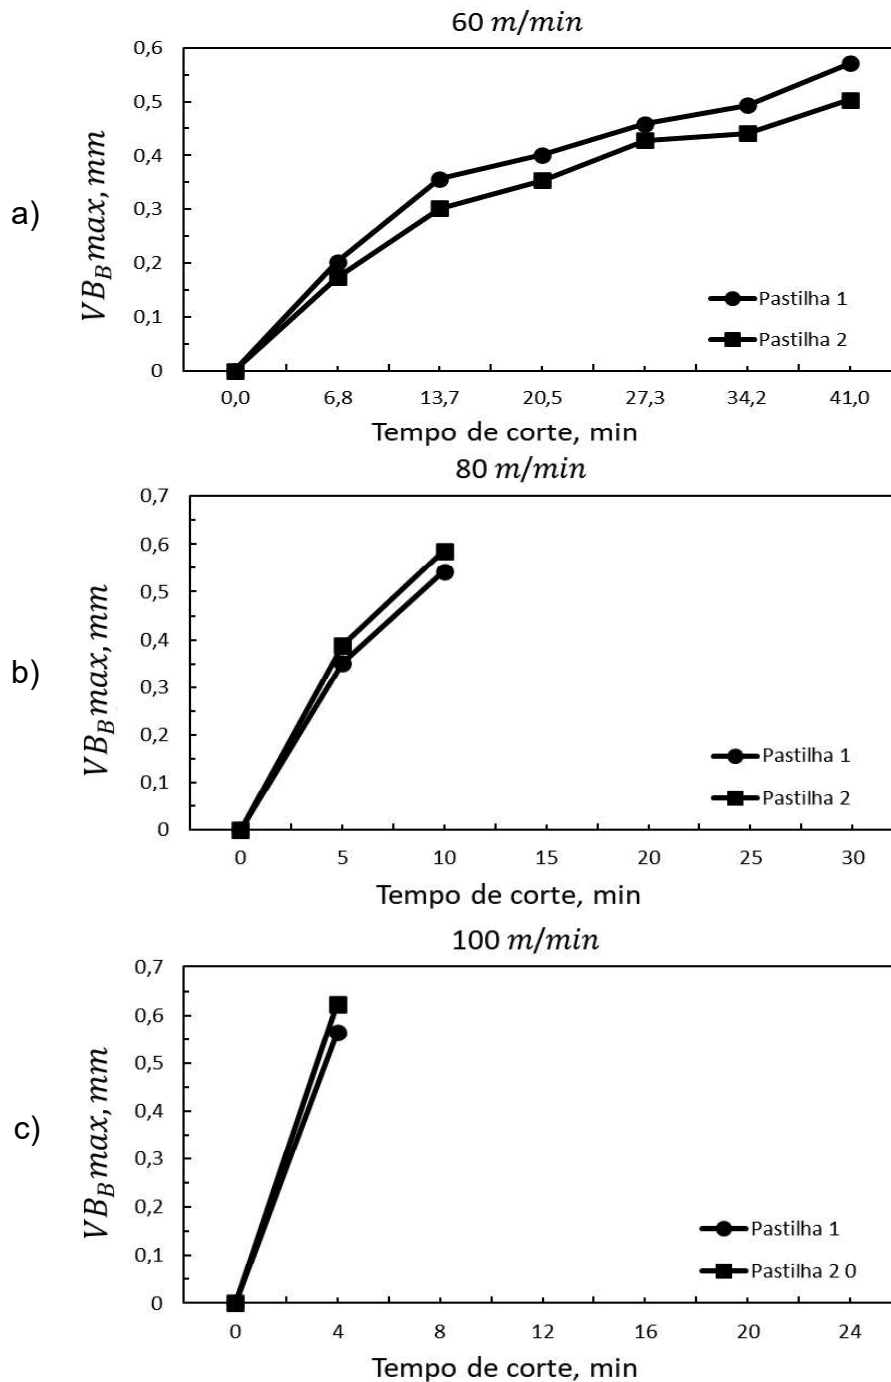 60 m/min
0,6
0,5
0,4
0,3
0,2
0,1
0
a)
VB_B max, mm
Pastilha 1
Pastilha 2
0,0 6,8 13,7 20,5 27,3 34,2 41,0
Tempo de corte, min
80 m/min
0,7
0,6
0,5
0,4
0,3
0,2
0,1
0
b)
VB_B max, mm
Pastilha 1
Pastilha 2
0 5 10 15 20 25 30
Tempo de corte, min
100 m/min
0,7
0,6
0,5
0,4
0,3
0,2
0,1
0
c)
VB_B max, mm
Pastilha 1
Pastilha 2 0
0 4 8 12 16 20 24
Tempo de corte, min